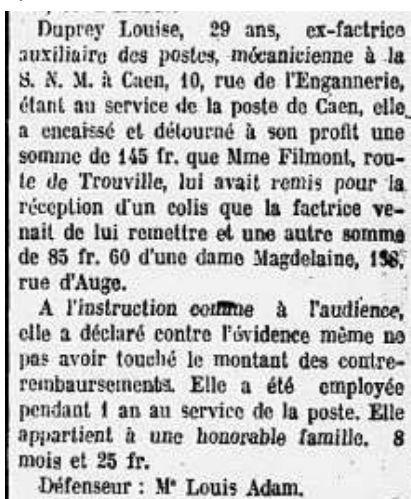 Duprey Louise, 29 ans, ex-factrice
auxiliaire des postes, mécanicienne à la
S. N. M. à Caen, 10, rue de l'Engannerie,
étant au service de la poste de Caen, elle
a encaissé et détourné à son profit une
somme de 145 fr. que Mme Filmont, rou-
te de Trouville, lui avait remis pour la
réception d'un colis que la factrice ve-
nait de lui remettre et une autre somme
de 85 fr. 60 d'une dame Magdelaine,
rue d'Auge.
A l'instruction comme à l'audience,
elle a déclaré contre l'évidence même ne
pas avoir touché le montant des contre-
rembaursements. Elle a été employée
pendant 1 an au service de la poste. Elle
appartient à une honorable famille. 8
mois et 25 fr.
Défenseur : Mᵉ Louis Adam.